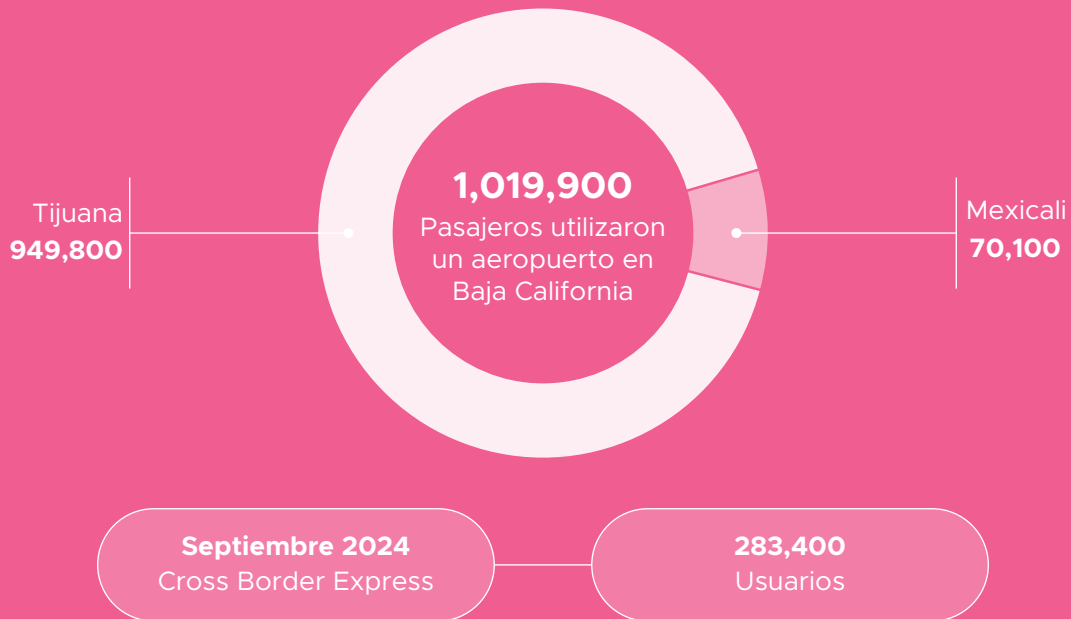 1,019,900
Pasajeros utilizaron
un aeropuerto en
Baja California
Tijuana
949,800
Mexicali
70,100
Septiembre 2024
Cross Border Express
283,400
Usuarios